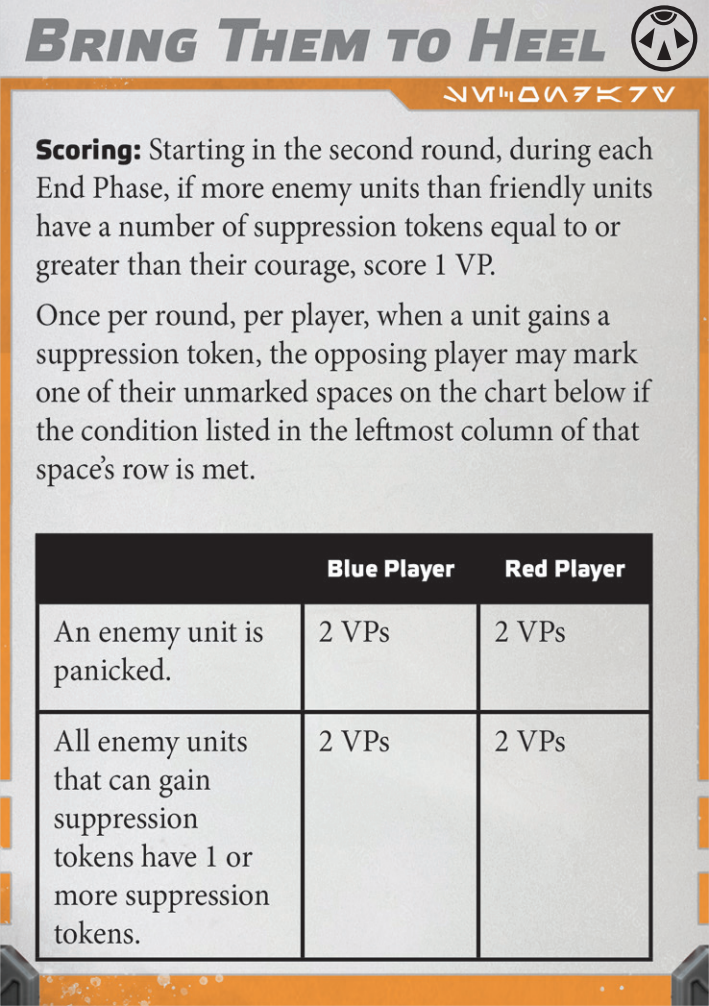 BRING THEM TO HEEL
Scoring: Starting in the second round, during each
End Phase, if more enemy units than friendly units
have a number of suppression tokens equal to or
greater than their courage, score 1 VP.
Once per round, per player, when a unit gains a
suppression token, the opposing player may mark
one of their unmarked spaces on the chart below if
the condition listed in the leftmost column of that
space's row is met.
Blue Player Red Player
An enemy unit is 2 VPs 2 VPs
panicked.
All enemy units 2 VPs 2 VPs
that can gain
suppression
tokens have 1 or
more suppression
tokens.